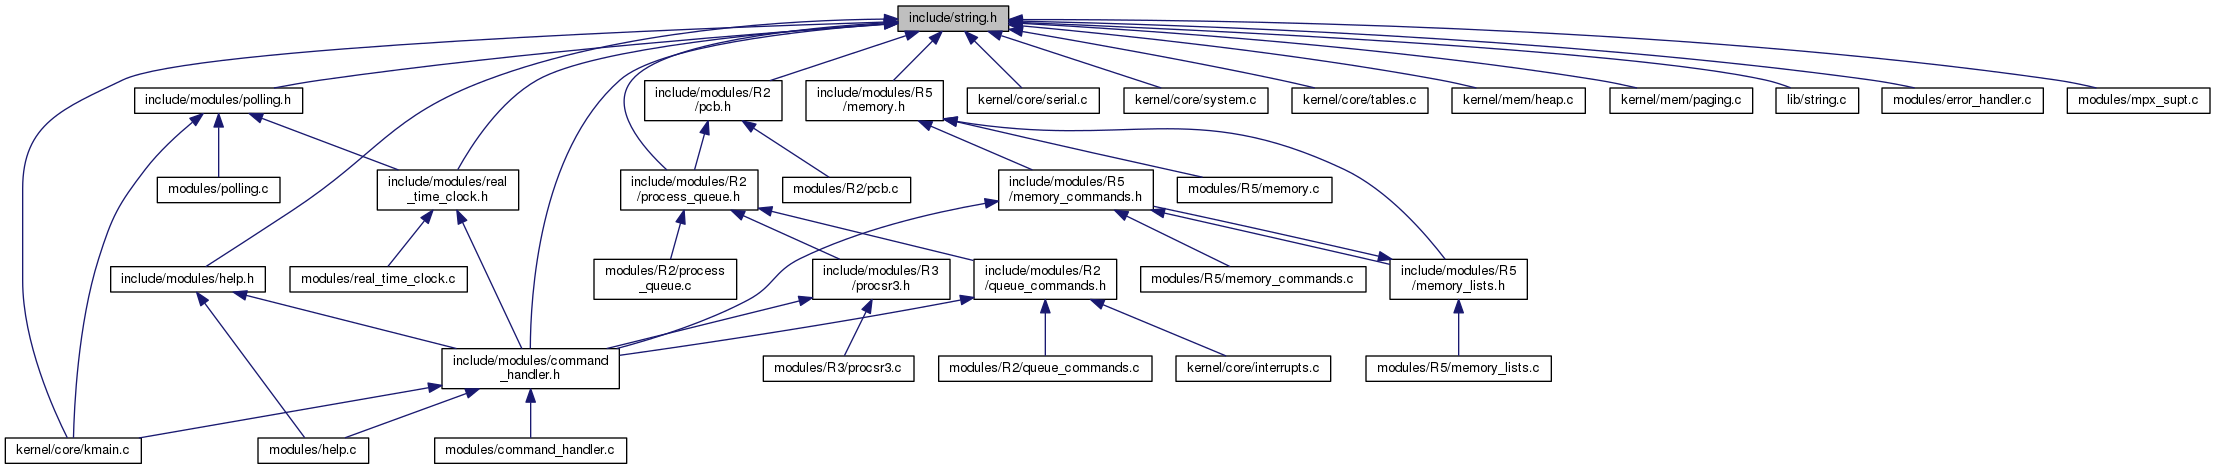 include/string.h
include/modules/polling.h
include/modules/R2
/pcb.h
include/modules/R5
/memory.h
kernel/core/serial.c
kernel/core/system.c
kernel/core/tables.c
kernel/mem/heap.c
kernel/mem/paging.c
lib/string.c
modules/error_handler.c
modules/mpx_supt.c
modules/polling.c
include/modules/real
_time_clock.h
include/modules/R2
/process_queue.h
modules/R2/pcb.c
include/modules/R5
/memory_commands.h
modules/R5/memory.c
include/modules/help.h
modules/real_time_clock.c
modules/R2/process
_queue.c
include/modules/R3
/procsr3.h
include/modules/R2
/queue_commands.h
modules/R5/memory_commands.c
include/modules/R5
/memory_lists.h
include/modules/command
_handler.h
modules/R3/procsr3.c
modules/R2/queue_commands.c
kernel/core/interrupts.c
modules/R5/memory_lists.c
kernel/core/kmain.c
modules/help.c
modules/command_handler.c